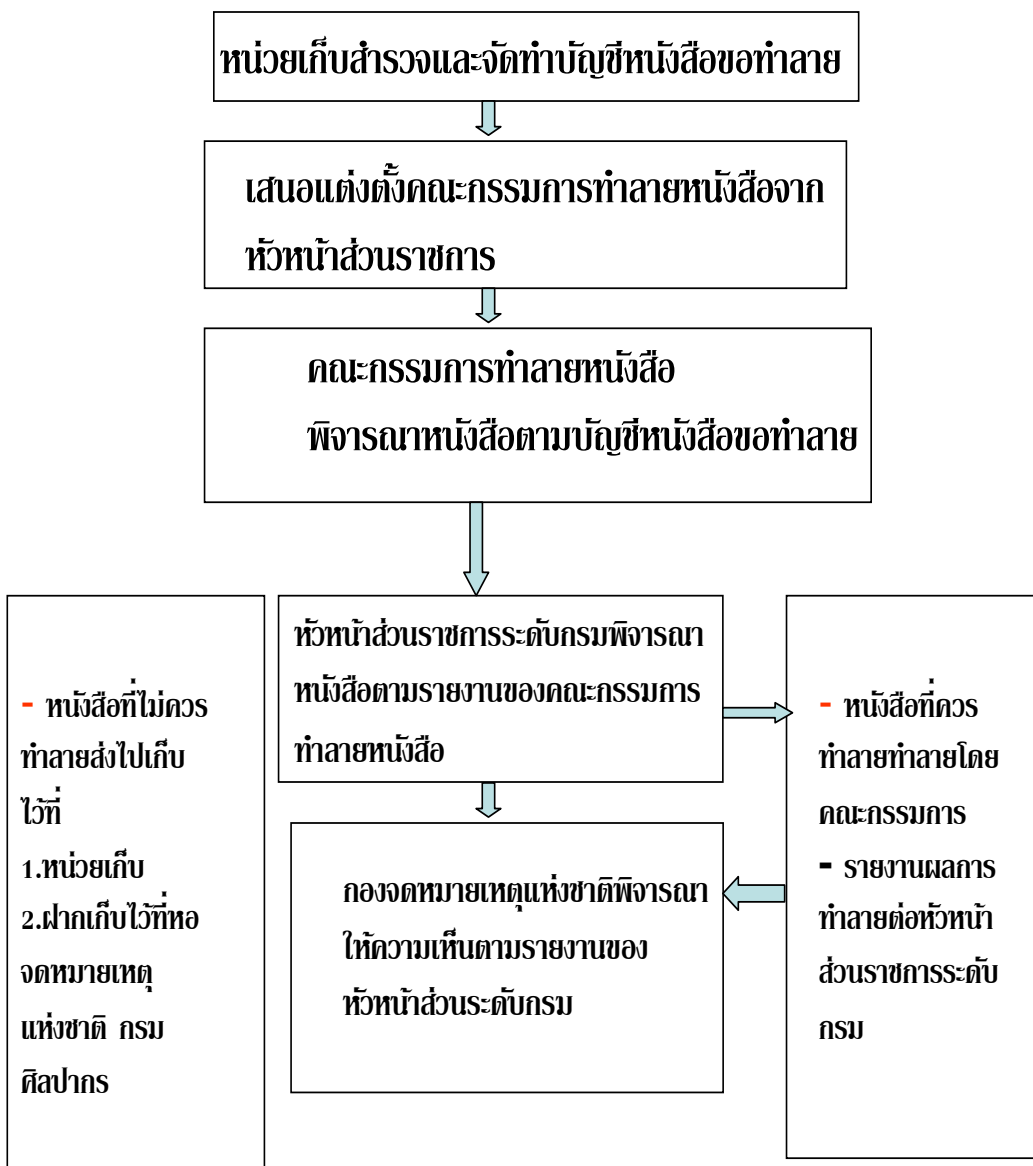 หน่วยเก็บสำรวจและจัดทำบัญชีหนังสือขอทำลาย
เสนอแต่งตั้งคณะกรรมการทำลายหนังสือจาก
หัวหน้าส่วนราชการ
คณะกรรมการทำลายหนังสือ
พิจารณาหนังสือตามบัญชีหนังสือขอทำลาย
หัวหน้าส่วนราชการระดับกรมพิจารณา
หนังสือตามรายงานของคณะกรรมการ
ทำลายหนังสือ
- หนังสือที่ไม่ควร
ทำลายส่งไปเก็บ
ไว้ที่
1.หน่วยเก็บ
2.ฝากเก็บไว้ที่หอ
จดหมายเหตุ
แห่งชาติ กรม
ศิลปากร
- หนังสือที่ควร
ทำลายทำลายโดย
คณะกรรมการ
- รายงานผลการ
ทำลายต่อหัวหน้า
ส่วนราชการระดับ
กรม
กองจดหมายเหตุแห่งชาติพิจารณา
ให้ความเห็นตามรายงานของ
หัวหน้าส่วนระดับกรม